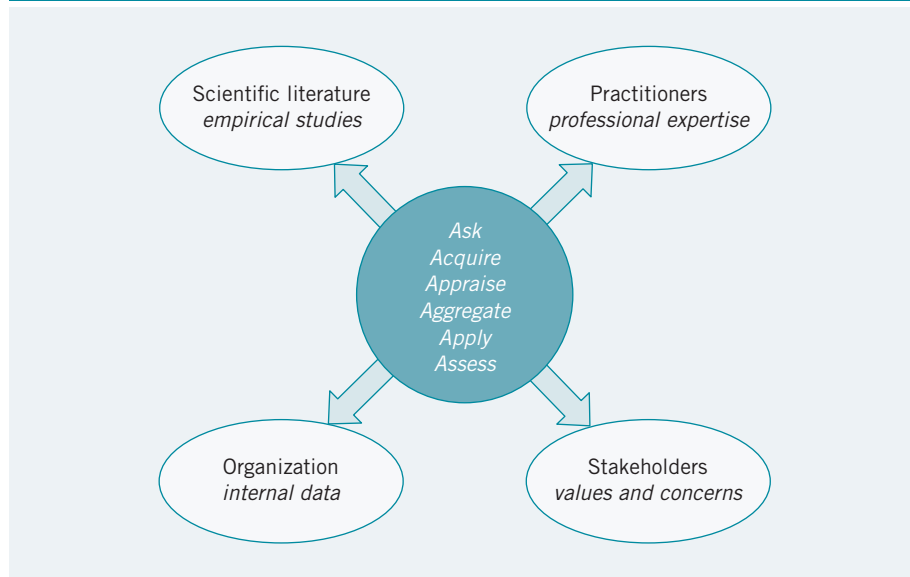 Scientific literature
empirical studies
Practitioners
professional expertise
Ask
Acquire
Appraise
Aggregate
Apply
Assess
Organization
internal data
Stakeholders
values and concerns